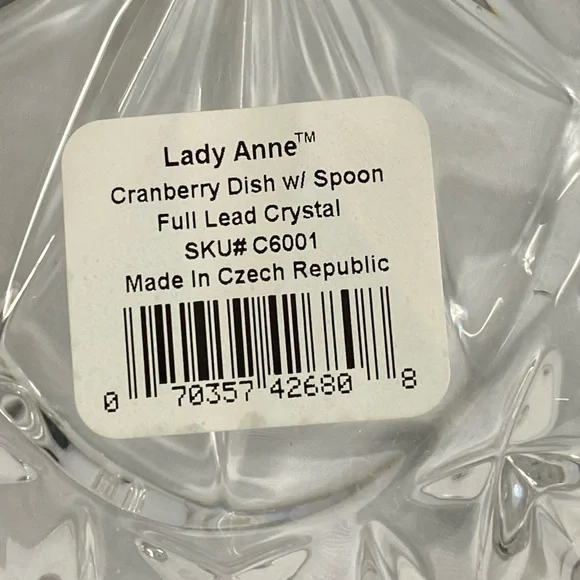 Lady Anne™
Cranberry Dish w/ Spoon
Full Lead Crystal
SKU# C6001
Made In Czech Republic
0 70357 42680 8